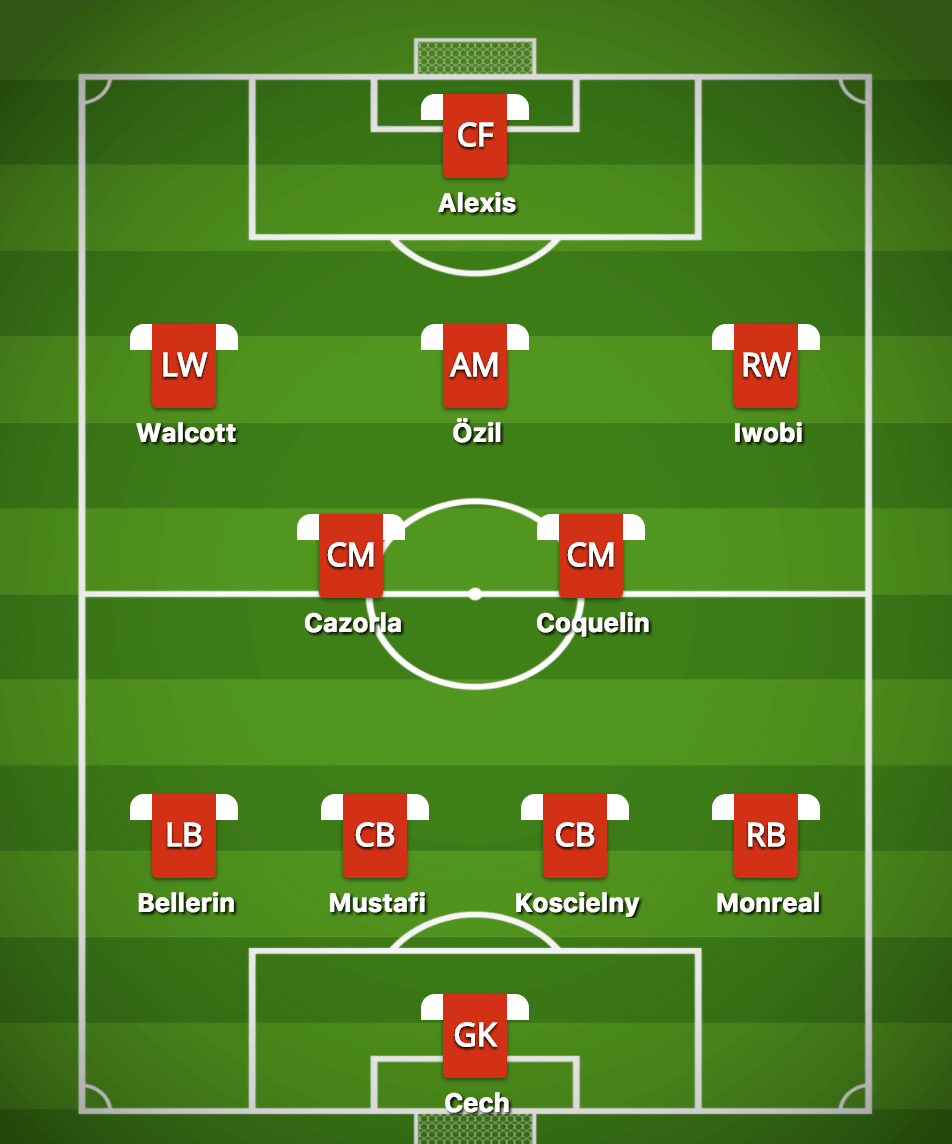 CF
Alexis
LW
AM
RW
Walcott
Özil
Iwobi
CM
CM
Cazorla
Coquelin
LB
CB
CB
RB
Bellerin
Mustafi
Koscielny
Monreal
GK
Cech